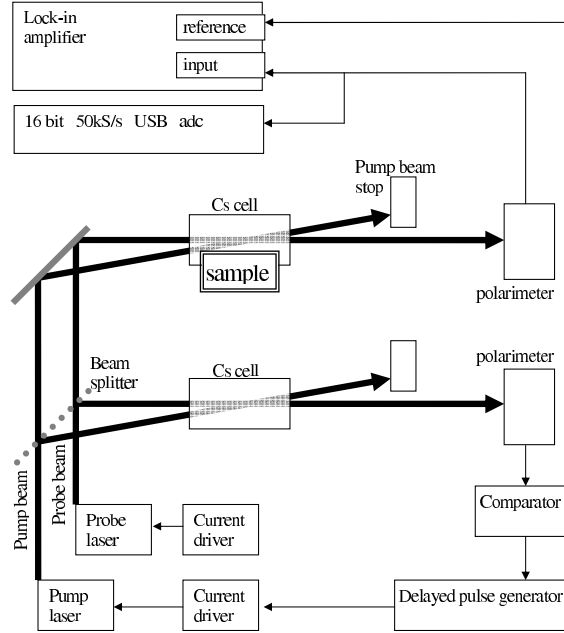 Lock-in
amplifier
reference
input
16 bit 50kS/s USB adc
Pump beam
stop
Cs cell
sample
polarimeter
Beam
splitter
Cs cell
polarimeter
Pump beam
Probe beam
Probe
laser
Current
driver
Comparator
Pump
laser
Current
driver
Delayed pulse generator